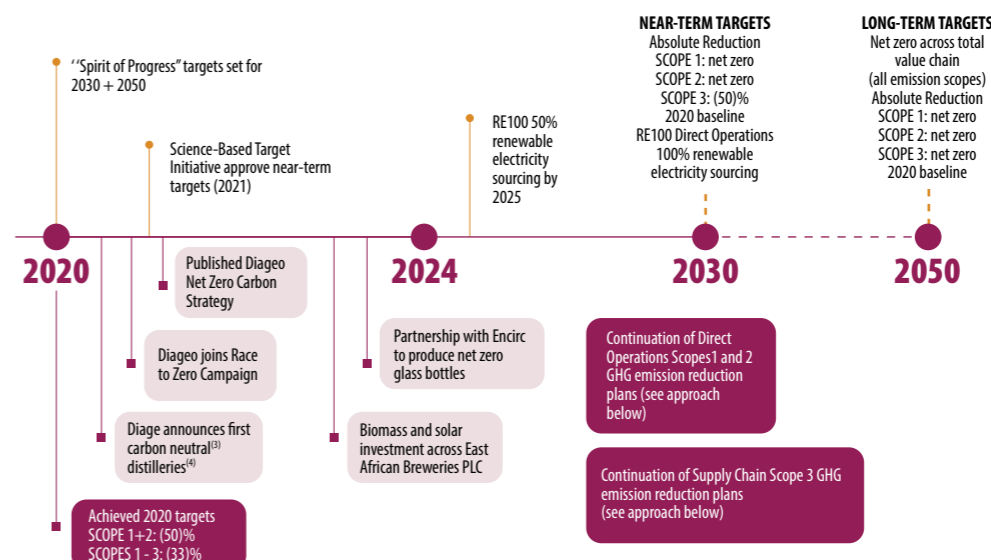 ‘‘Spirit of Progress” targets set for
2030 + 2050
Science-Based Target
Initiative approve near-term
targets (2021)
RE100 50%
renewable
electricity
sourcing by
2025
NEAR-TERM TARGETS
Absolute Reduction
SCOPE 1: net zero
SCOPE 2: net zero
SCOPE 3: (50)%
2020 baseline
RE100 Direct Operations
100% renewable
electricity sourcing
LONG-TERM TARGETS
Net zero across total
value chain
(all emission scopes)
Absolute Reduction
SCOPE 1: net zero
SCOPE 2: net zero
SCOPE 3: net zero
2020 baseline
2020
2024
2030
2050
Published Diageo
Net Zero Carbon
Strategy
Diageo joins Race
to Zero Campaign
Diage announces first
carbon neutral(3)
distilleries(4)
Achieved 2020 targets
SCOPE 1+2: (50)%
SCOPES 1 - 3: (33)%
Partnership with Encirc
to produce net zero
glass bottles
Biomass and solar
investment across East
African Breweries PLC
Continuation of Direct
Operations Scopes1 and 2
GHG emission reduction
plans (see approach
below)
Continuation of Supply Chain Scope 3 GHG
emission reduction plans
(see approach below)